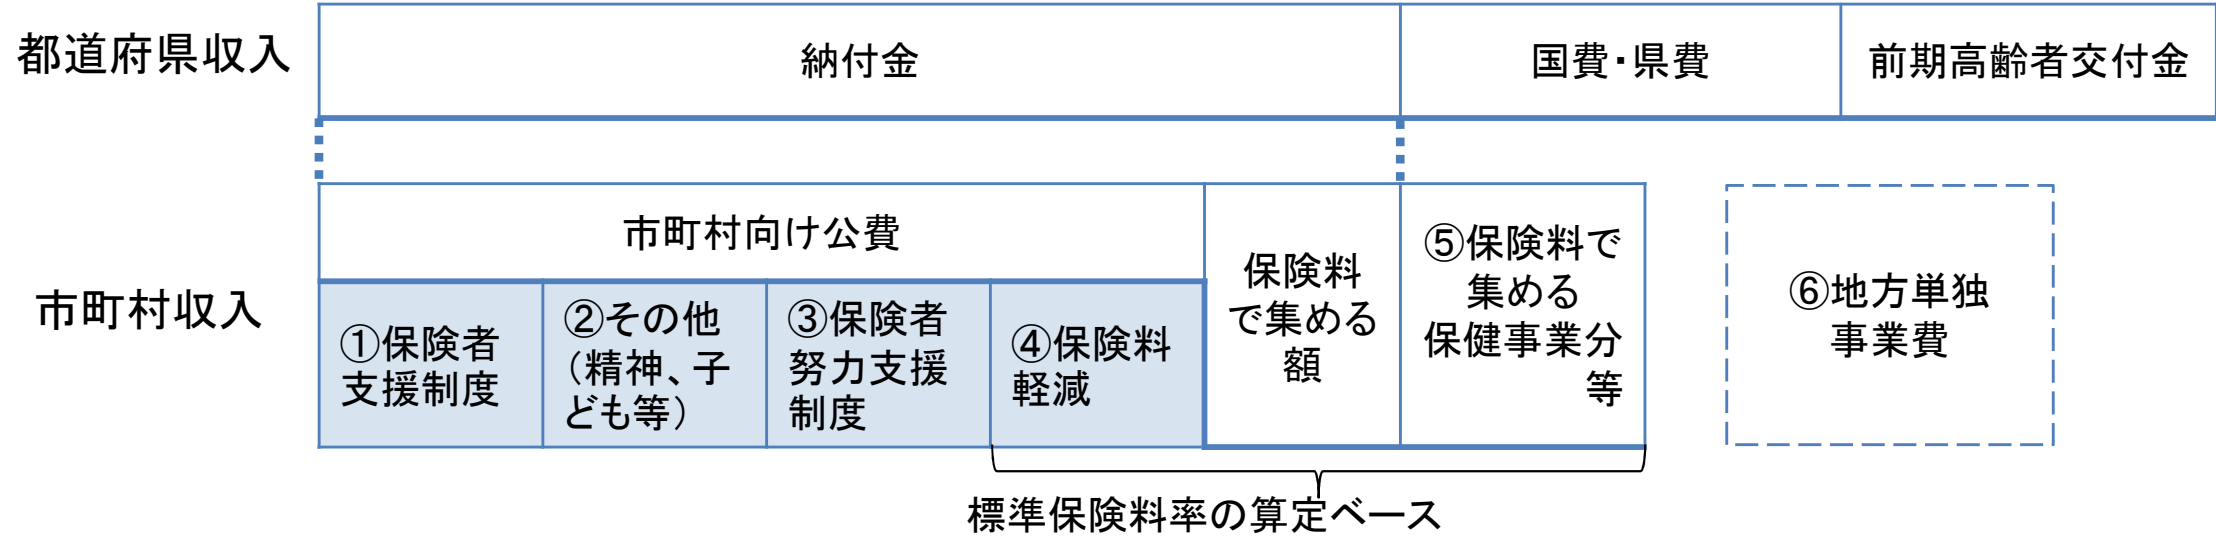 都道府県収入
納付金
国費・県費
前期高齢者交付金
市町村収入
市町村向け公費
①保険者
支援制度
②その他
（精神、子
ども等）
③保険者
努力支援
制度
④保険料
軽減
保険料
で集める
額
⑤保険料で
集める
保健事業分
等
⑥地方単独
事業費
標準保険料率の算定ベース